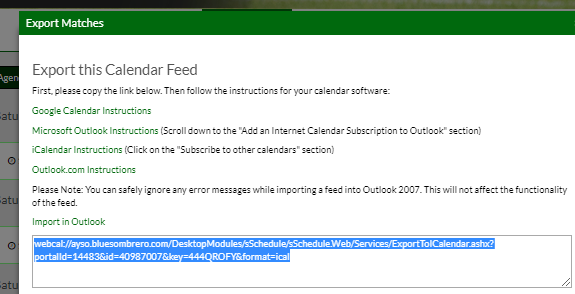 Export Matches
Agen
Export this Calendar Feed
First, please copy the link below. Then follow the instructions for your calendar software:
Google Calendar Instructions
Microsoft Outlook Instructions (Scroll down to the "Add an Internet Calendar Subscription to Outlook" section)
Satu
iCalendar Instructions (Click on the "Subscribe to other calendars" section)
Outlook.com Instructions
Please Note: You can safely ignore any error messages while importing a feed into Outlook 2007. This will not affect the functionality
of the feed.
Satu
Import in Outlook
webcal://ayso.bluesombrero.com/DesktopModules/sSchedule/sSchedule.Web/Services/ExportToICalendar.ashx?
portalId=14483&id=40987007&key=444QROFY&format=ical
Satu